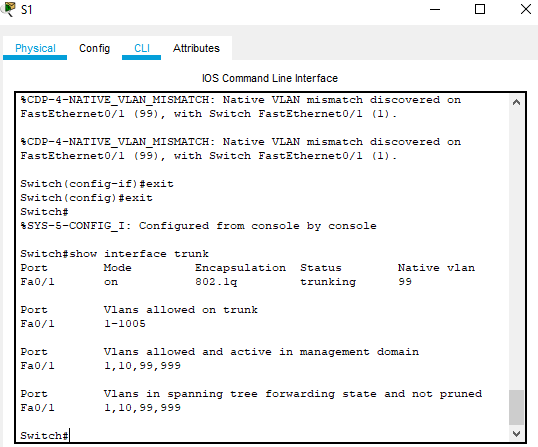 S1
Physical Config CLI Attributes
IOS Command Line Interface
%CDP-4-NATIVE_VLAN_MISMATCH: Native VLAN mismatch discovered on
FastEthernet0/1 (99), with Switch FastEthernet0/1 (1).
%CDP-4-NATIVE_VLAN_MISMATCH: Native VLAN mismatch discovered on
FastEthernet0/1 (99), with Switch FastEthernet0/1 (1).
Switch(config-if)#exit
Switch(config)#exit
Switch#
%SYS-5-CONFIG_I: Configured from console by console
Switch#show interface trunk
Port Mode Encapsulation Status Native vlan
Fa0/1 on 802.1q trunking 99
Port Vlans allowed on trunk
Fa0/1 1-1005
Port Vlans allowed and active in management domain
Fa0/1 1,10,99,999
Port Vlans in spanning tree forwarding state and not pruned
Fa0/1 1,10,99,999
Switch#